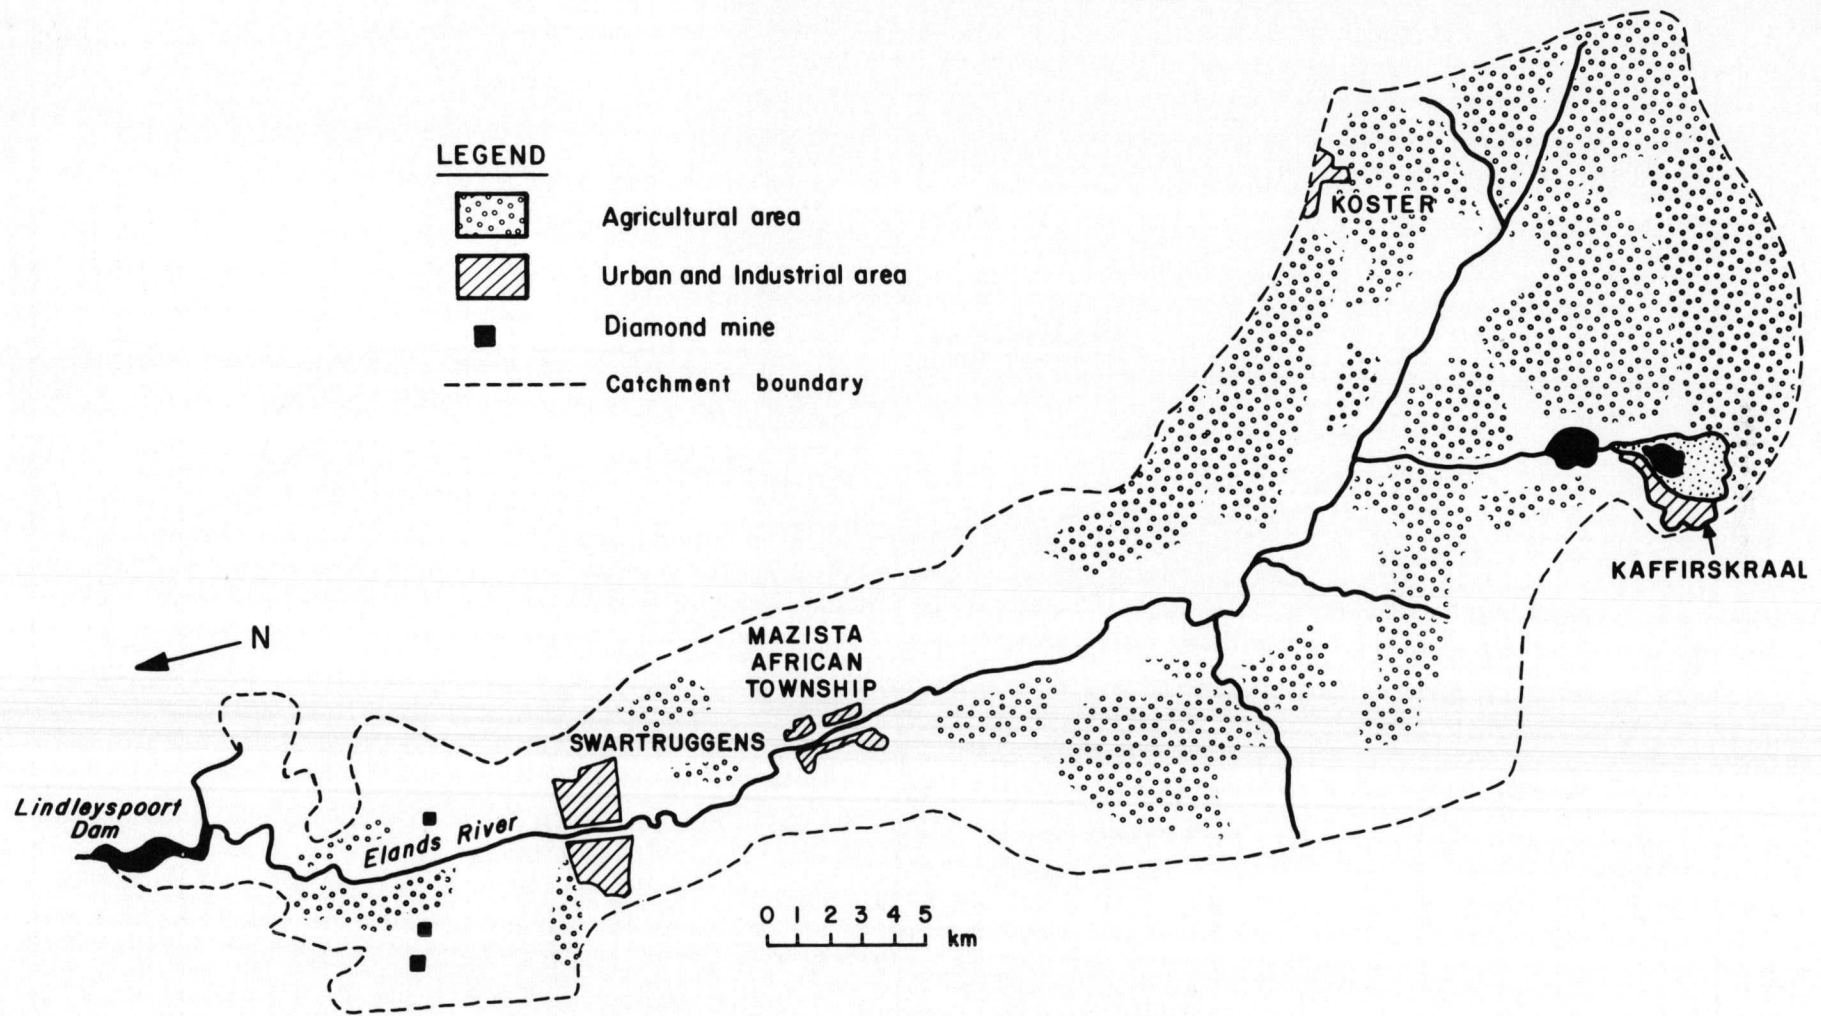 LEGEND
Agricultural area
Urban and Industrial area
Diamond mine
Catchment boundary
KOSTER
KAFFIRSKRAAL
N
MAZISTA
AFRICAN
TOWNSHIP
SWARTRUGGENS
Lindleyspoort
Dam
Elands River
0 1 2 3 4 5
km